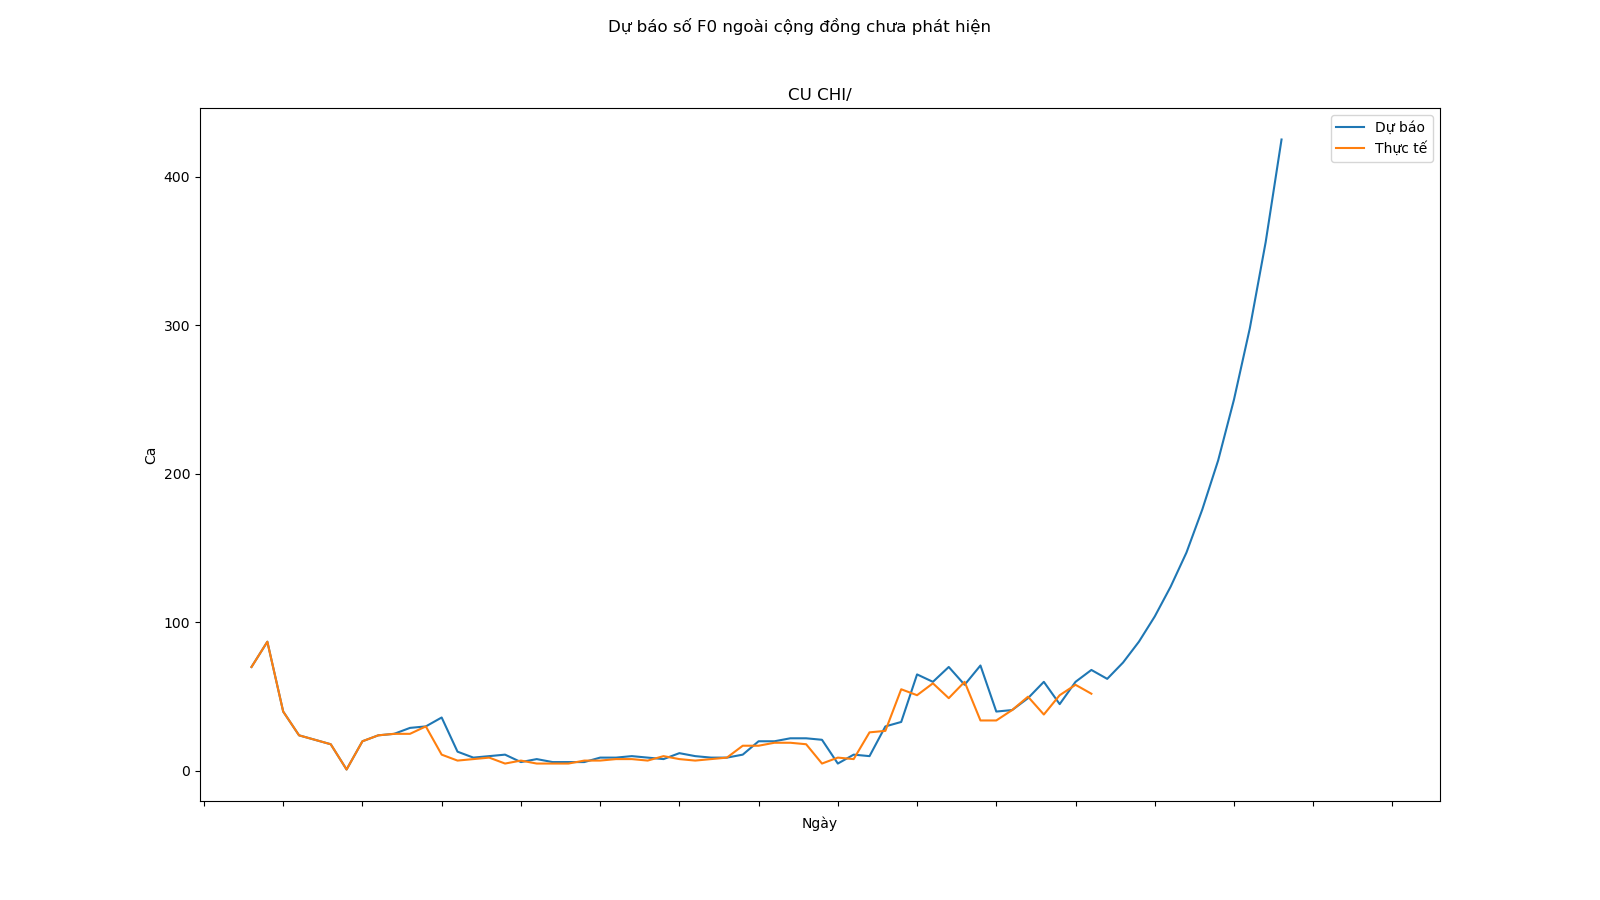 Dự báo số F0 ngoài cộng đồng chưa phát hiện
CU CHI/
Dự báo
Thực tế
400
300
200
100
0
Ca
Ngày